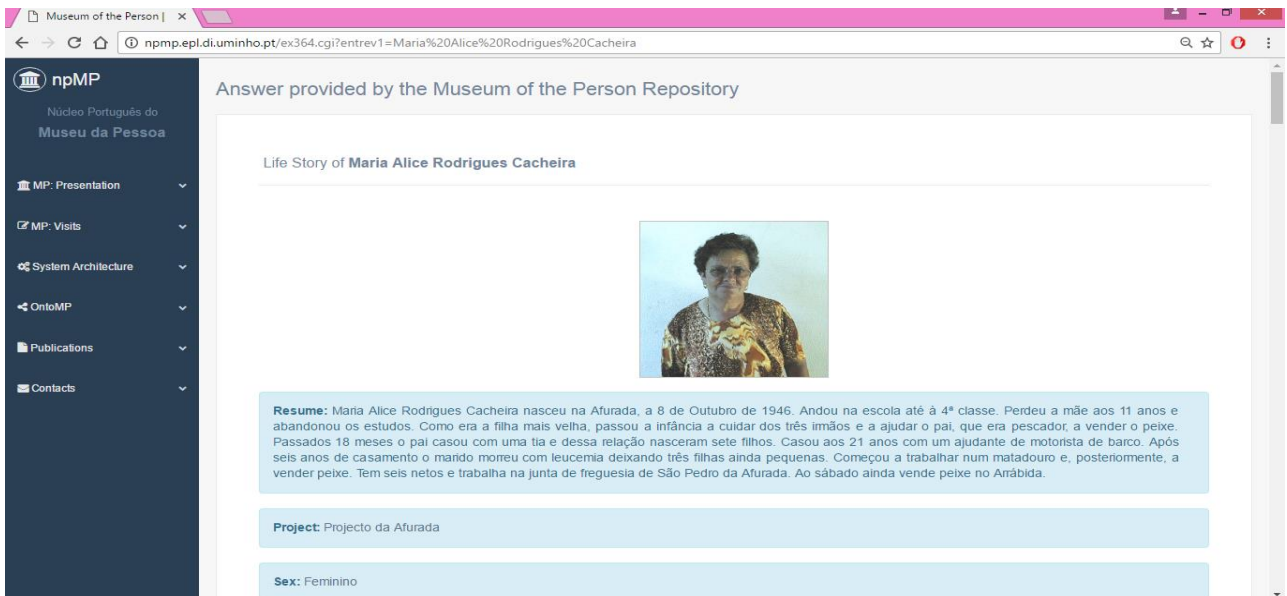 Museum of the Person |
npmp.epl.di.uminho.pt/ex364.cgi?entrev1=Maria%20Alice%20Rodrigues%20Cacheira
npMP
Núcleo Português do
Museu da Pessoa
MP: Presentation
MP: Visits
System Architecture
OntoMP
Publications
Contacts
Answer provided by the Museum of the Person Repository
Life Story of Maria Alice Rodrigues Cacheira
Resume: Maria Alice Rodrigues Cacheira nasceu na Afurada, a 8 de Outubro de 1946. Andou na escola até à 4ª classe. Perdeu a mãe aos 11 anos e
abandonou os estudos. Como era a filha mais velha, passou a infância a cuidar dos três irmãos e a ajudar o pai, que era pescador, a vender o peixe.
Passados 18 meses o pai casou com uma tia e dessa relação nasceram sete filhos. Casou aos 21 anos com um ajudante de motorista de barco. Após
seis anos de casamento o marido morreu com leucemia deixando três filhas ainda pequenas. Começou a trabalhar num matadouro e, posteriormente, a
vender peixe. Tem seis netos e trabalha na junta de freguesia de São Pedro da Afurada. Ao sábado ainda vende peixe no Arrábida.
Project: Projecto da Afurada
Sex: Feminino